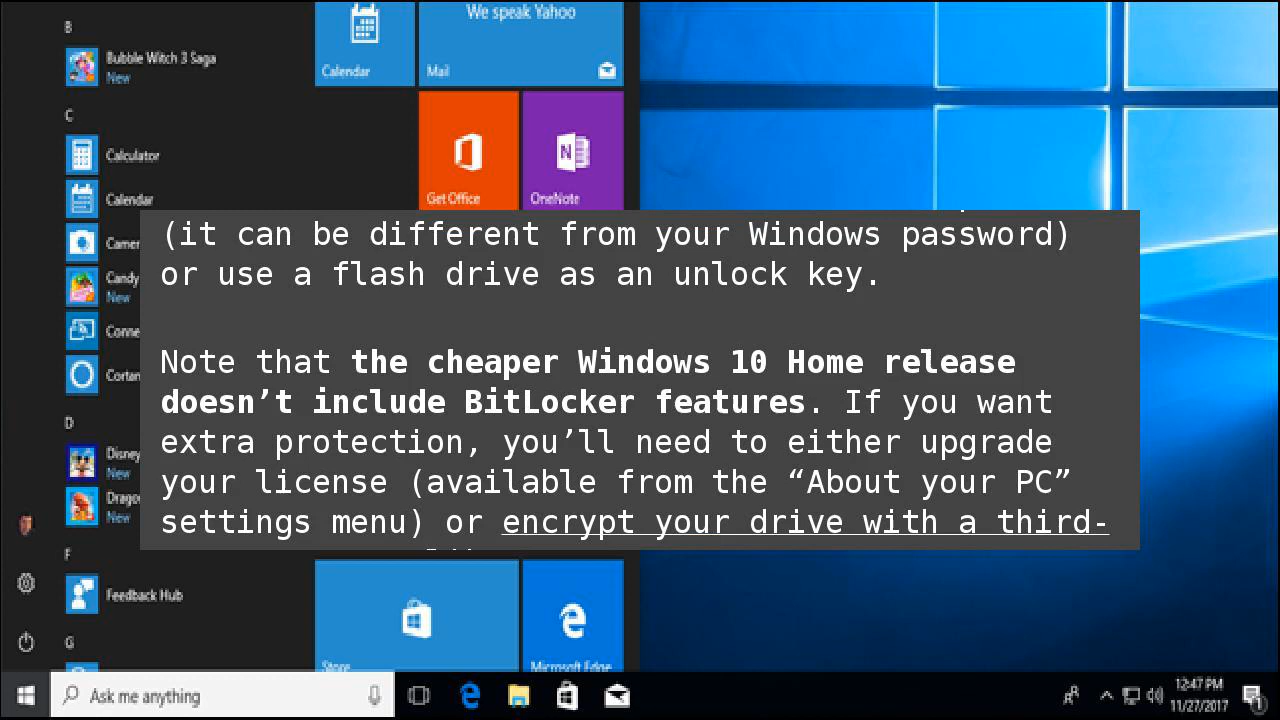 B
We speak Yahoo
Bubble Witch 3 Saga
New
Calendar
Mail
C
Calculator
Calendar
Get Office
OneNote
Candy
New
D
Disney
New
New
F
Feedback Hub
G
Store
Microsoft Edge
(it can be different from your Windows password)
or use a flash drive as an unlock key.
Note that the cheaper Windows 10 Home release
doesn’t include BitLocker features. If you want
extra protection, you’ll need to either upgrade
your license (available from the “About your PC”
settings menu) or encrypt your drive with a third-
Ask me anything
12:47 PM
11/27/2017